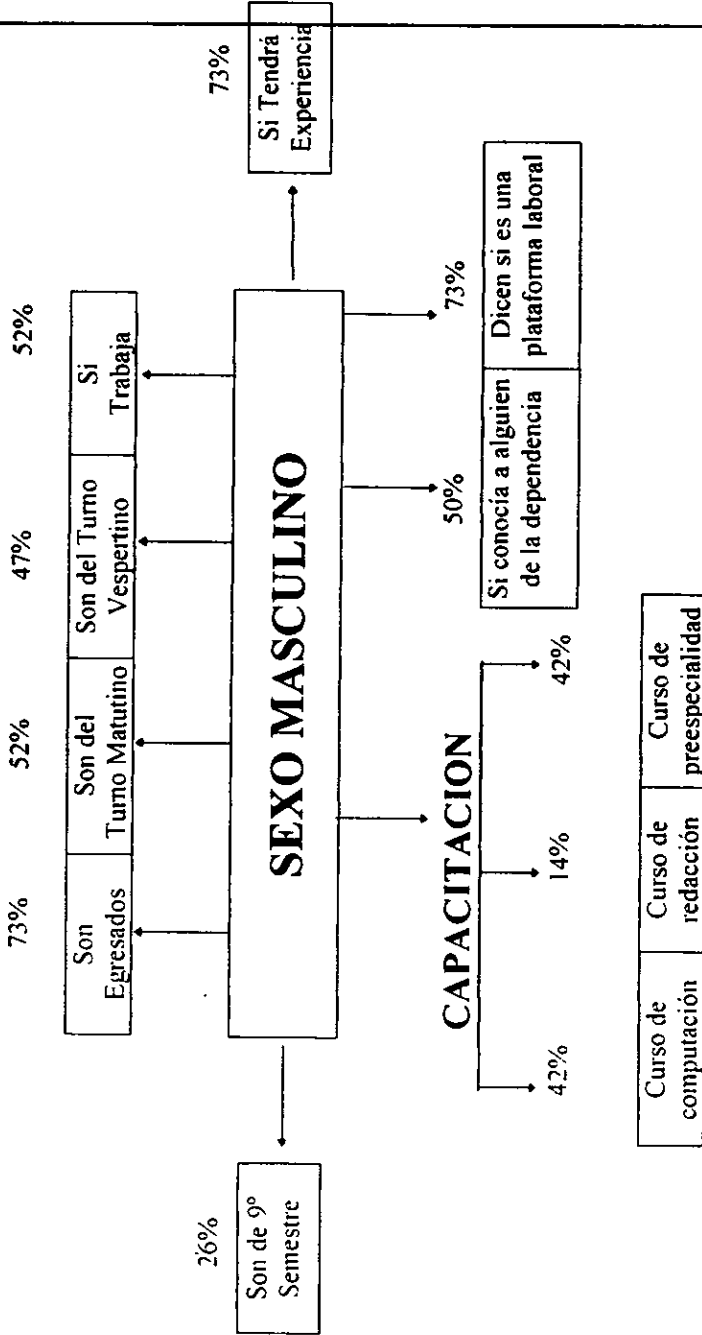 73%
52%
47%
52%
Son
Egresados
Son del
Turno Matutino
Son del Turno
Vespertino
Si
Trabaja
26%
Son de 9º
Semestre
SEXO MASCULINO
73%
Si Tendrá
Experiencia
CAPACITACION
42%
14%
42%
Curso de
computación
Curso de
redacción
Curso de
preespecialidad
50%
73%
Si conocía a alguien
de la dependencia
Dicen si es una
plataforma laboral